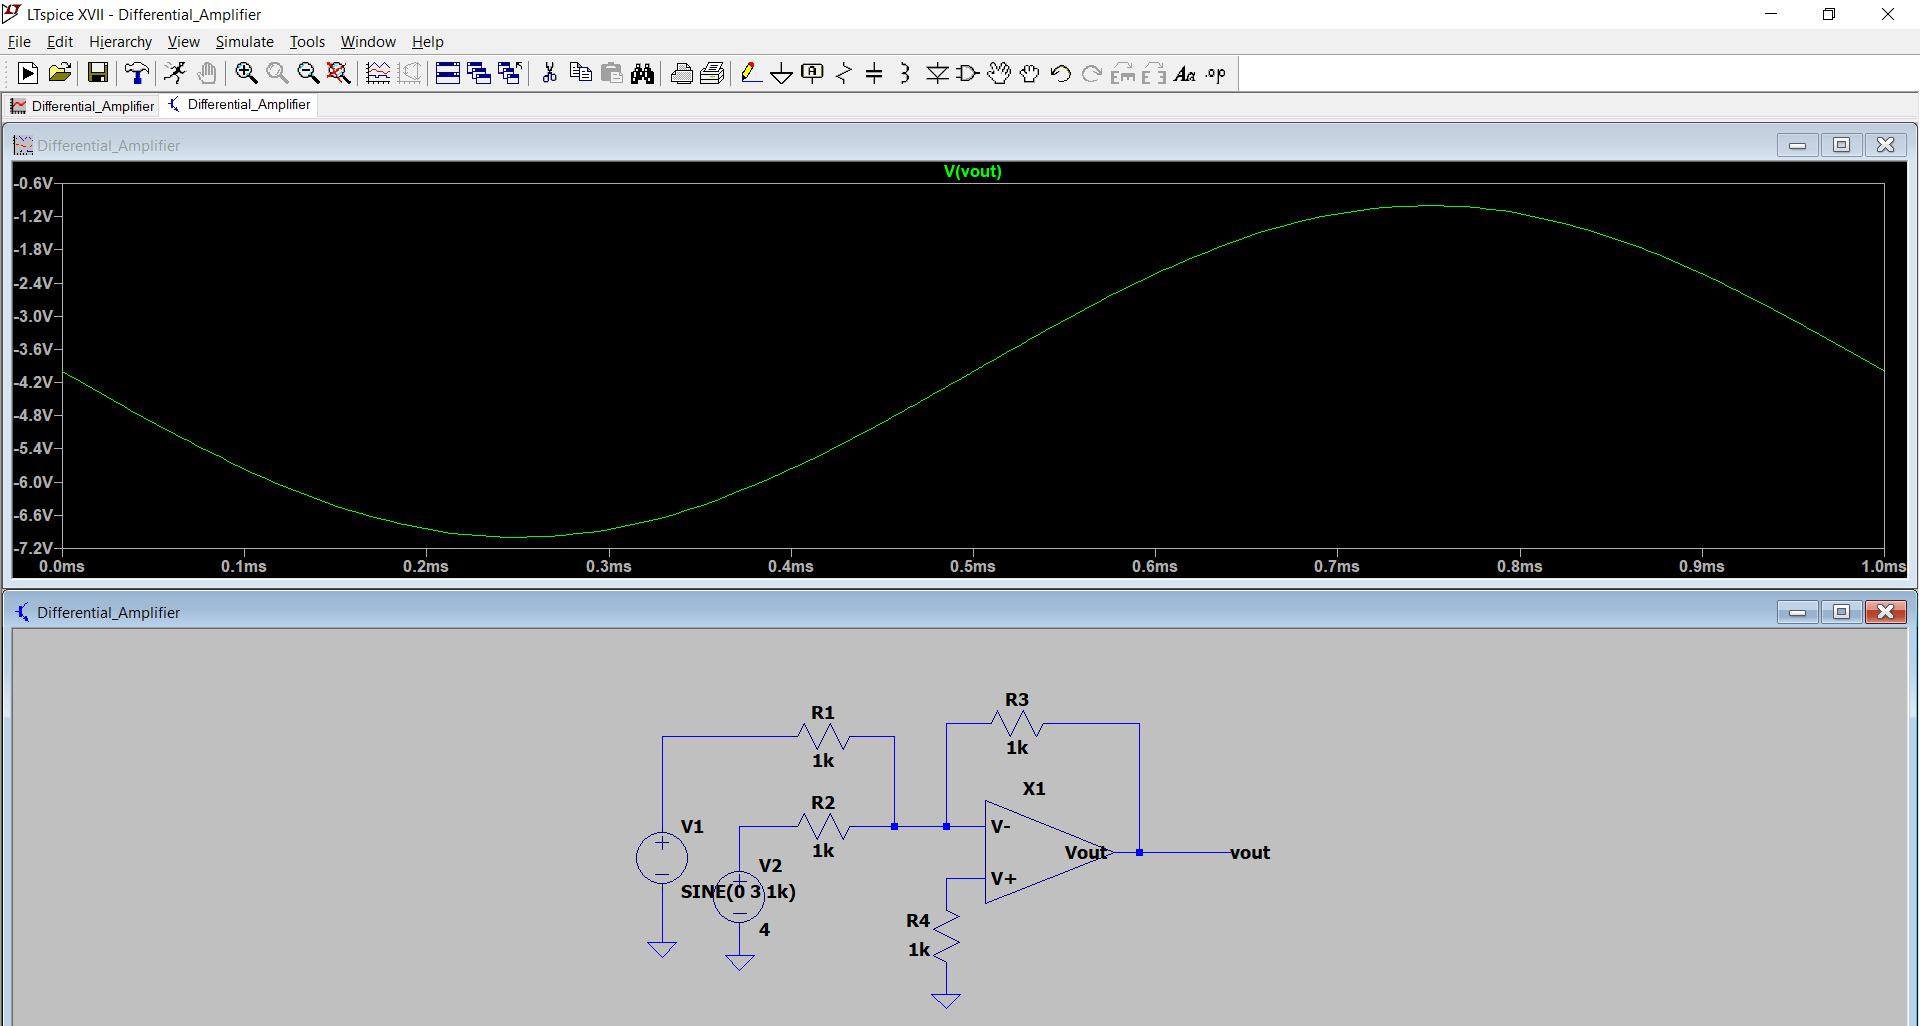 LTspice XVII - Differential_Amplifier
File Edit Hierarchy View Simulate Tools Window Help
A Aa .op
Differential_Amplifier Differential_Amplifier
Differential_Amplifier
V(vout)
-0.6V
-1.2V
-1.8V
-2.4V
-3.0V
-3.6V
-4.2V
-4.8V
-5.4V
-6.0V
-6.6V
-7.2V
0.0ms 0.1ms 0.2ms 0.3ms 0.4ms 0.5ms 0.6ms 0.7ms 0.8ms 0.9ms 1.0ms
Differential_Amplifier
R3
R1
1k
1k
X1
R2
V1
V-
1k
Vout
vout
V2
V+
SINE(0 3 1k)
R4
4
1k